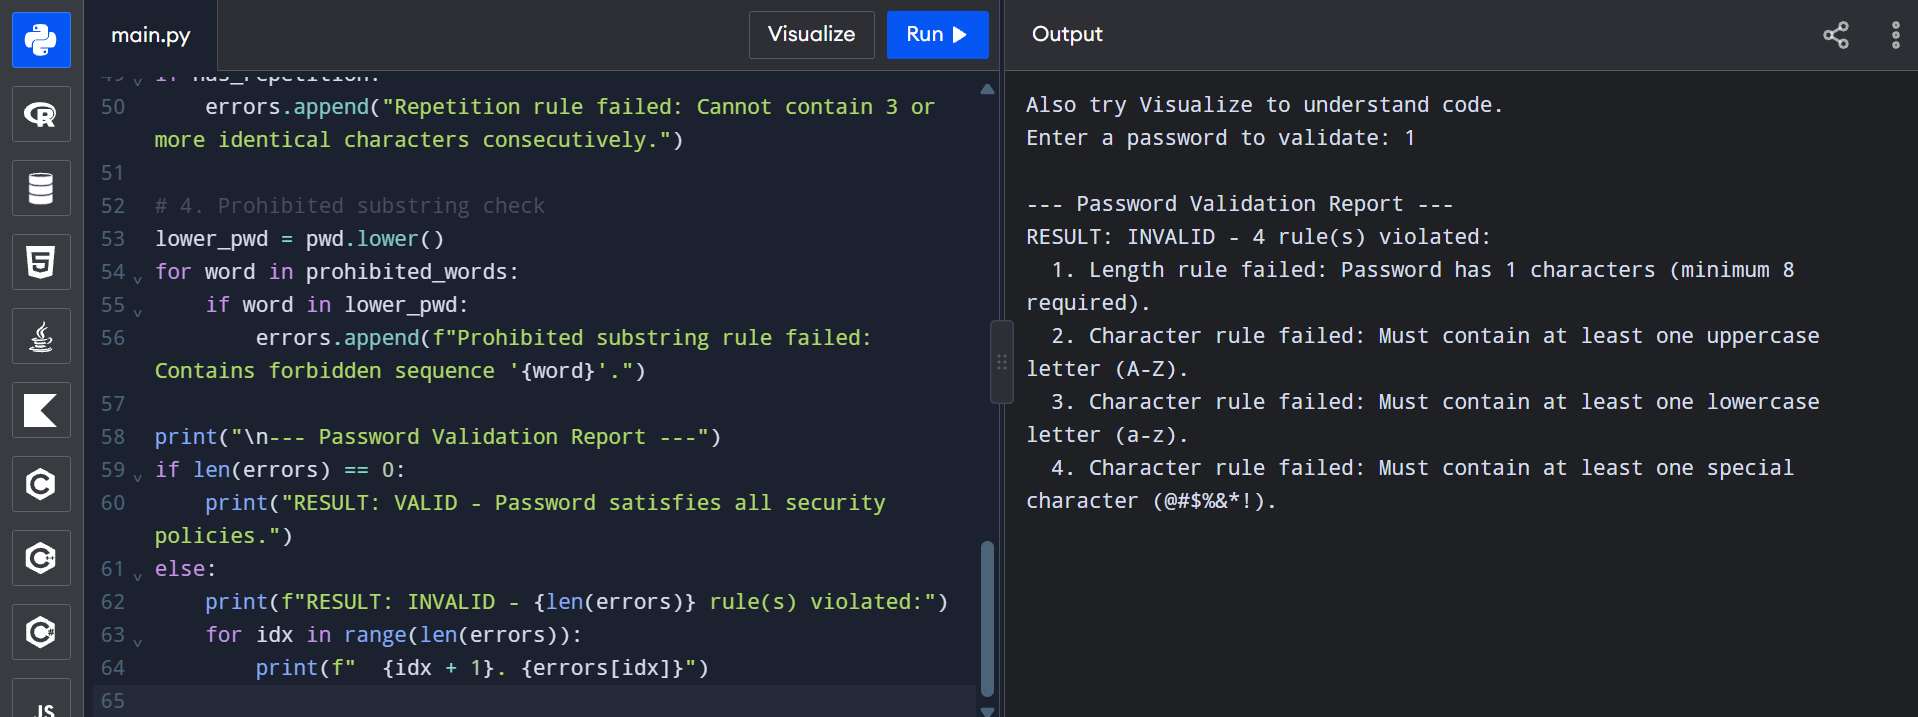 main.py
Visualize
Run
Output
49 if has_repetition:
50 errors.append("Repetition rule failed: Cannot contain 3 or
more identical characters consecutively.")
51
52 # 4. Prohibited substring check
53 lower_pwd = pwd.lower()
54 for word in prohibited_words:
55 if word in lower_pwd:
56 errors.append(f"Prohibited substring rule failed:
Contains forbidden sequence '{word}'.")
57
58 print("\n--- Password Validation Report ---")
59 if len(errors) == 0:
60 print("RESULT: VALID - Password satisfies all security
policies.")
61 else:
62 print(f"RESULT: INVALID - {len(errors)} rule(s) violated:")
63 for idx in range(len(errors)):
64 print(f"  {idx + 1}. {errors[idx]}")
65
Also try Visualize to understand code.
Enter a password to validate: 1
--- Password Validation Report ---
RESULT: INVALID - 4 rule(s) violated:
1. Length rule failed: Password has 1 characters (minimum 8
required).
2. Character rule failed: Must contain at least one uppercase
letter (A-Z).
3. Character rule failed: Must contain at least one lowercase
letter (a-z).
4. Character rule failed: Must contain at least one special
character (@#$%&*!).
R
5
C
C++
C#
JS